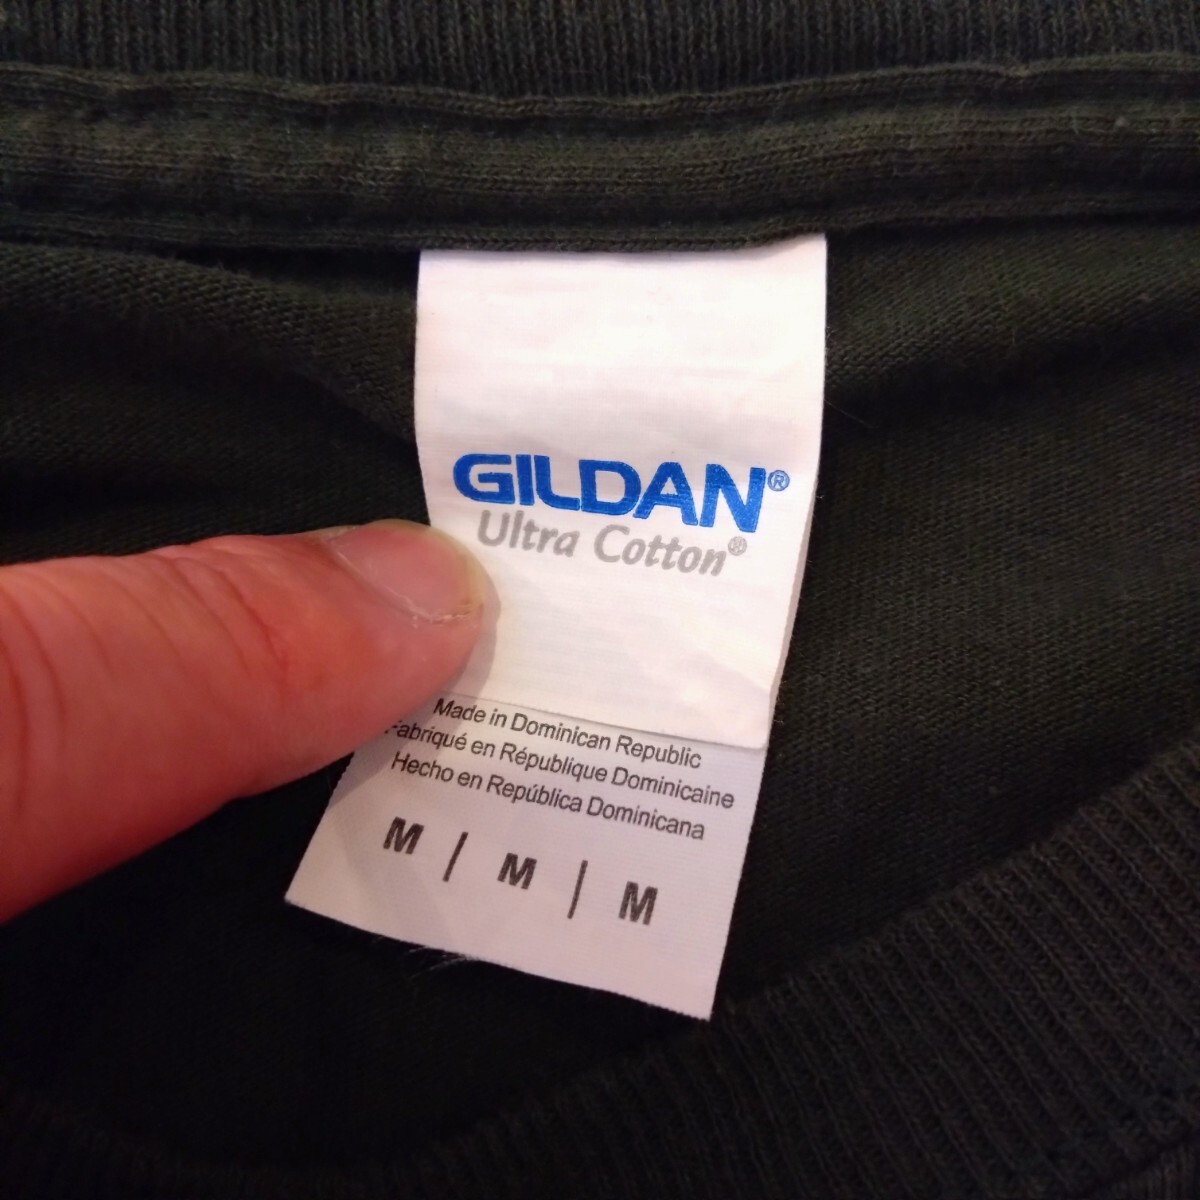 GILDAN®
Ultra Cotton®
Made in Dominican Republic
Fabriqué en République Dominicaine
Hecho en República Dominicana
M | M | M